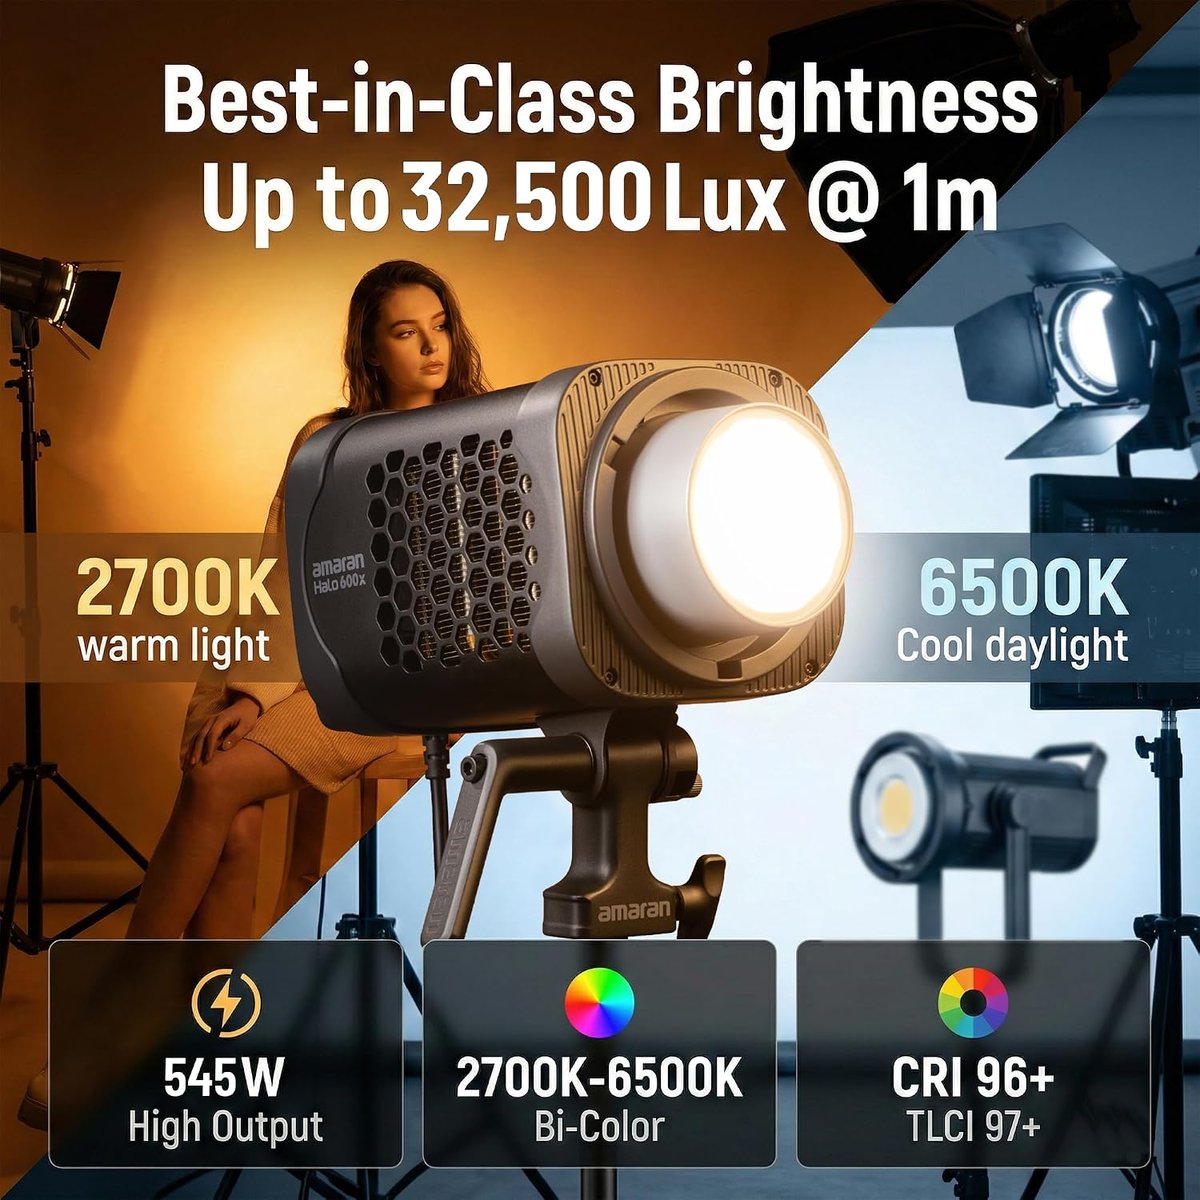 Best-in-Class Brightness
Up to 32,500 Lux @ 1m
2700K
warm light
amaran
Halo 600x
6500K
Cool daylight
amaran
amaran
545W
High Output
2700K-6500K
Bi-Color
CRI 96+
TLCI 97+